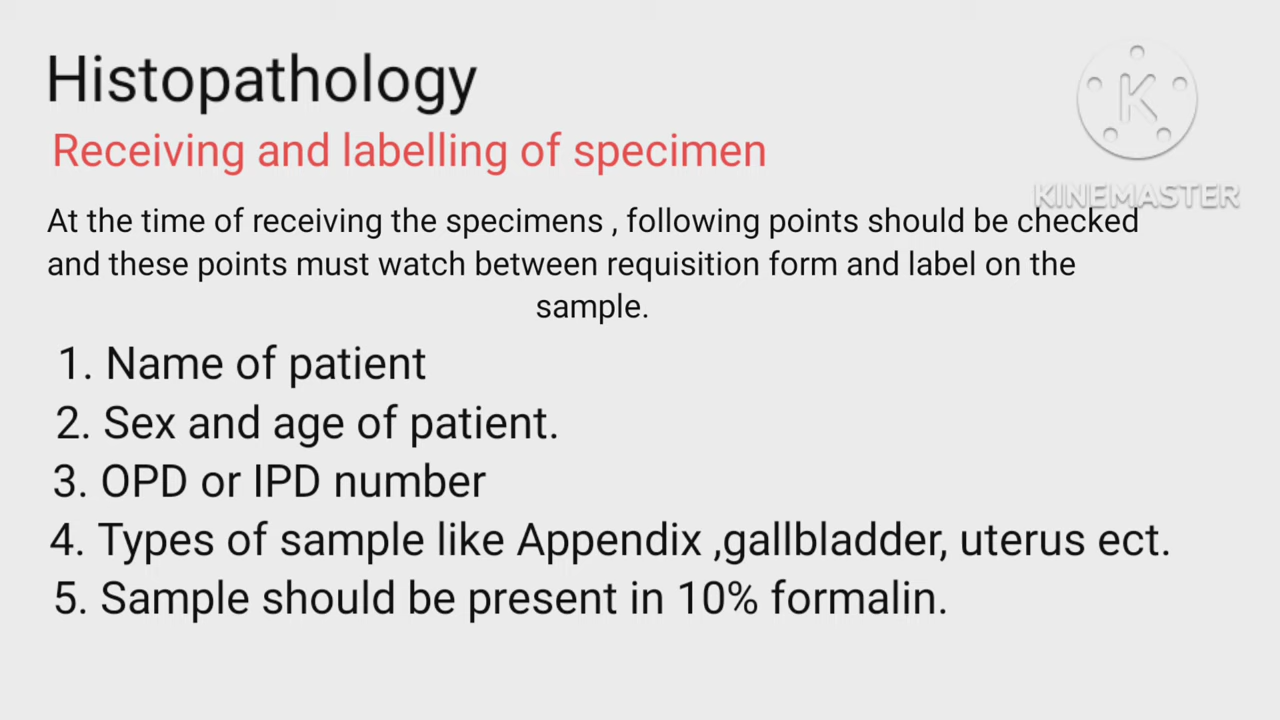 Histopathology
Receiving and labelling of specimen
KINEMASTER
At the time of receiving the specimens , following points should be checked
and these points must watch between requisition form and label on the
sample.
1. Name of patient
2. Sex and age of patient.
3. OPD or IPD number
4. Types of sample like Appendix ,gallbladder, uterus ect.
5. Sample should be present in 10% formalin.